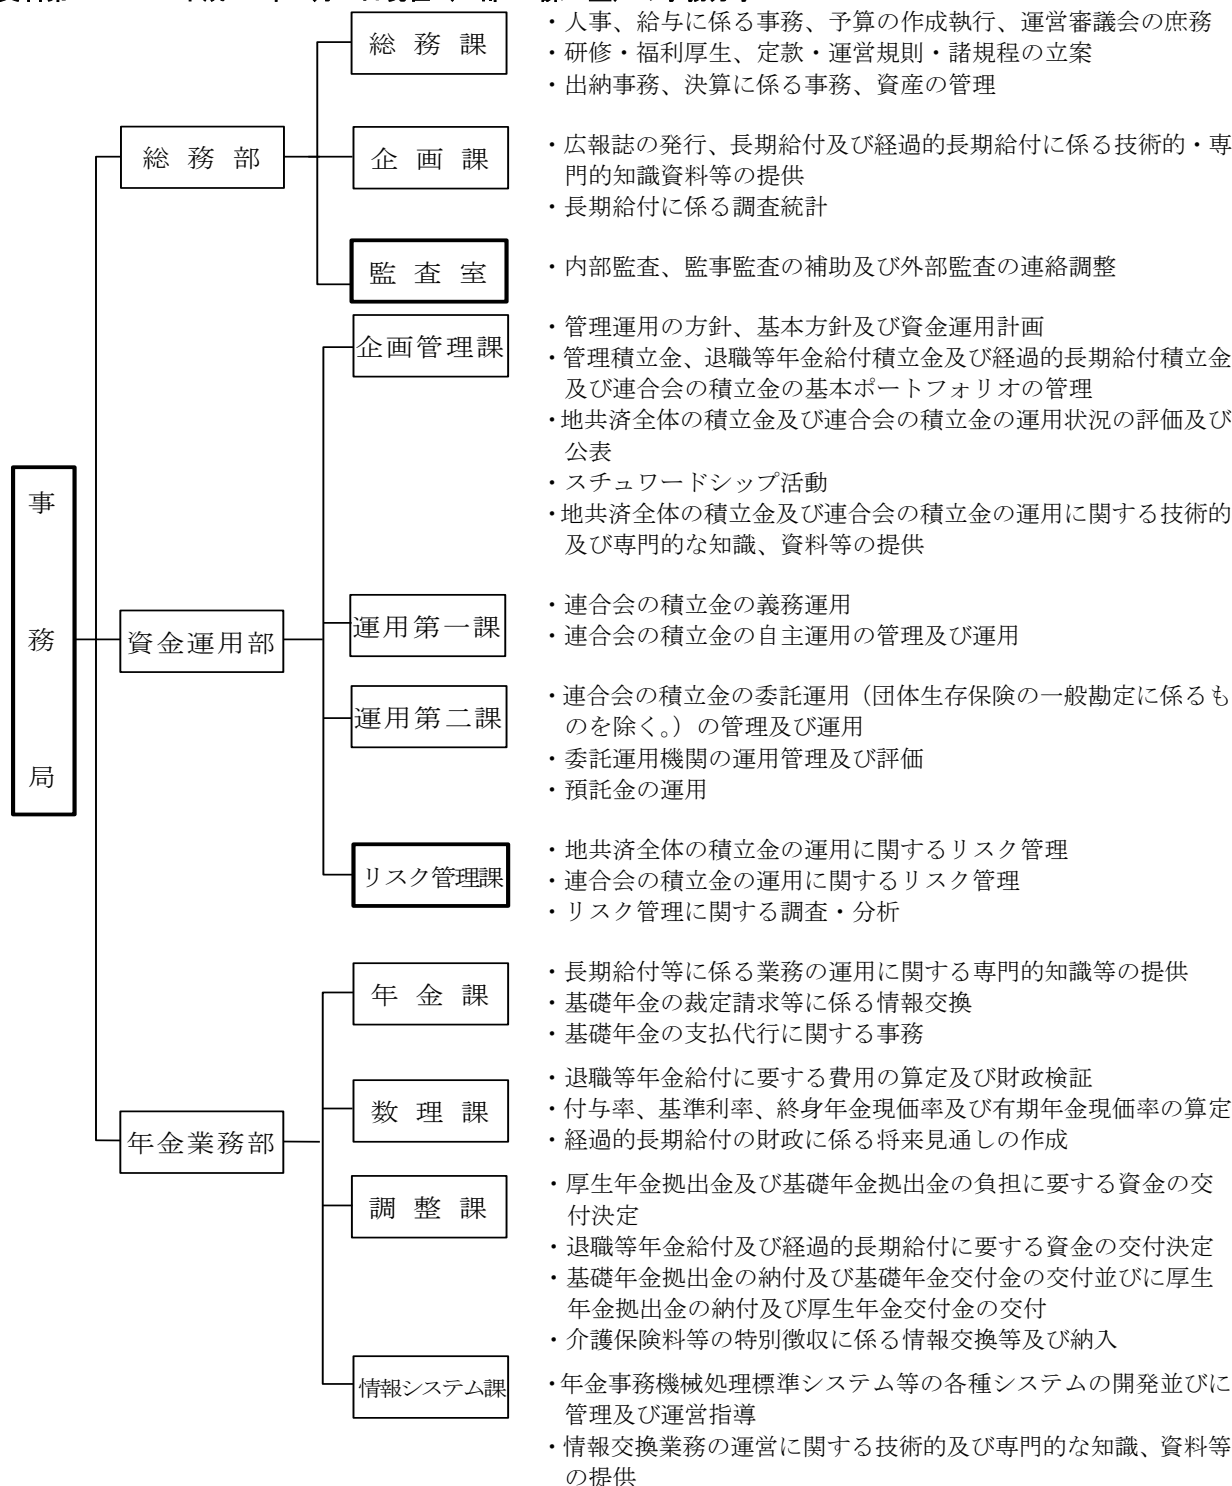 総務課
・人事、給与に係る事務、予算の作成執行、運営審議会の庶務
・研修・福利厚生、定款・運営規則・諸規程の立案
・出納事務、決算に係る事務、資産の管理
総務部
企画課
・広報誌の発行、長期給付及び経過的長期給付に係る技術的・専
門的知識資料等の提供
・長期給付に係る調査統計
監査室
・内部監査、監事監査の補助及び外部監査の連絡調整
企画管理課
・管理運用の方針、基本方針及び資金運用計画
・管理積立金、退職等年金給付積立金及び経過的長期給付積立金
及び連合会の積立金の基本ポートフォリオの管理
・地共済全体の積立金及び連合会の積立金の運用状況の評価及び
公表
・スチュワードシップ活動
・地共済全体の積立金及び連合会の積立金の運用に関する技術的
及び専門的な知識、資料等の提供
事務局
資金運用部
運用第一課
・連合会の積立金の義務運用
・連合会の積立金の自主運用の管理及び運用
運用第二課
・連合会の積立金の委託運用（団体生存保険の一般勘定に係るも
のを除く。）の管理及び運用
・委託運用機関の運用管理及び評価
・預託金の運用
リスク管理課
・地共済全体の積立金の運用に関するリスク管理
・連合会の積立金の運用に関するリスク管理
・リスク管理に関する調査・分析
年金課
・長期給付等に係る業務の運用に関する専門的知識等の提供
・基礎年金の裁定請求等に係る情報交換
・基礎年金の支払代行に関する事務
年金業務部
数理課
・退職等年金給付に要する費用の算定及び財政検証
・付与率、基準利率、終身年金現価率及び有期年金現価率の算定
・経過的長期給付の財政に係る将来見通しの作成
調整課
・厚生年金拠出金及び基礎年金拠出金の負担に要する資金の交
付決定
・退職等年金給付及び経過的長期給付に要する資金の交付決定
・基礎年金拠出金の納付及び基礎年金交付金の交付並びに厚生
年金拠出金の納付及び厚生年金交付金の交付
・介護保険料等の特別徴収に係る情報交換等及び納入
情報システム課
・年金事務機械処理標準システム等の各種システムの開発並びに
管理及び運営指導
・情報交換業務の運営に関する技術的及び専門的な知識、資料等
の提供